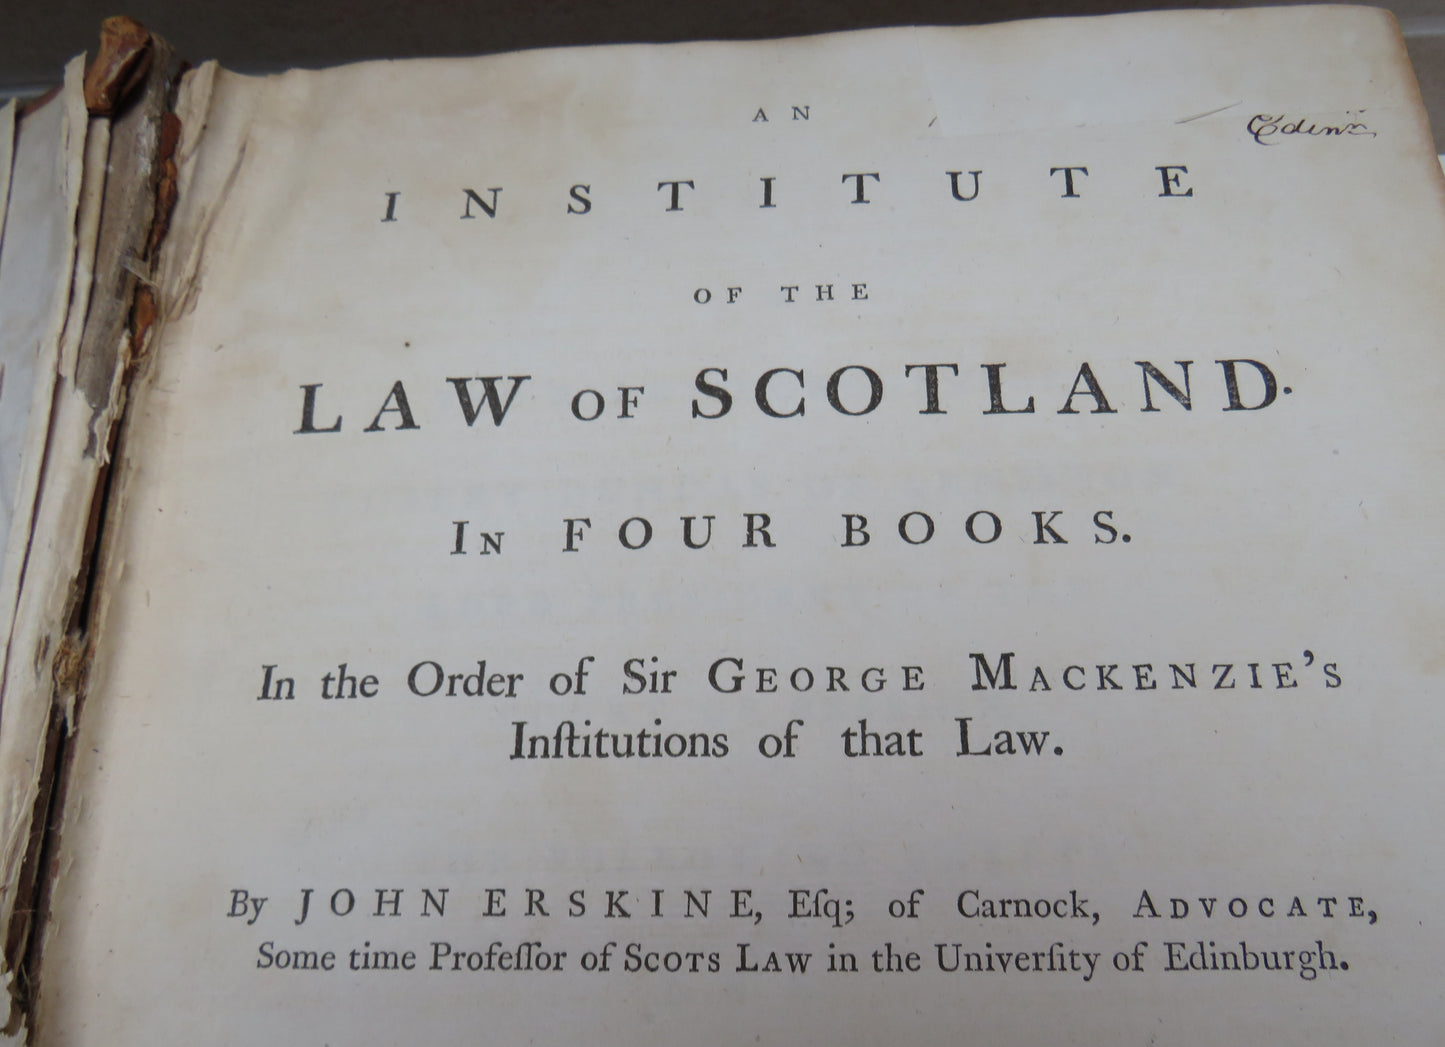 AN
INSTITUTE
OF THE
LAW OF SCOTLAND.
IN FOUR BOOKS.
In the Order of Sir GEORGE MACKENZIE'S
Inſtitutions of that Law.
By JOHN ERSKINE, Eſq; of Carnock, ADVOCATE,
Some time Profeſſor of SCOTS LAW in the Univerſity of Edinburgh.